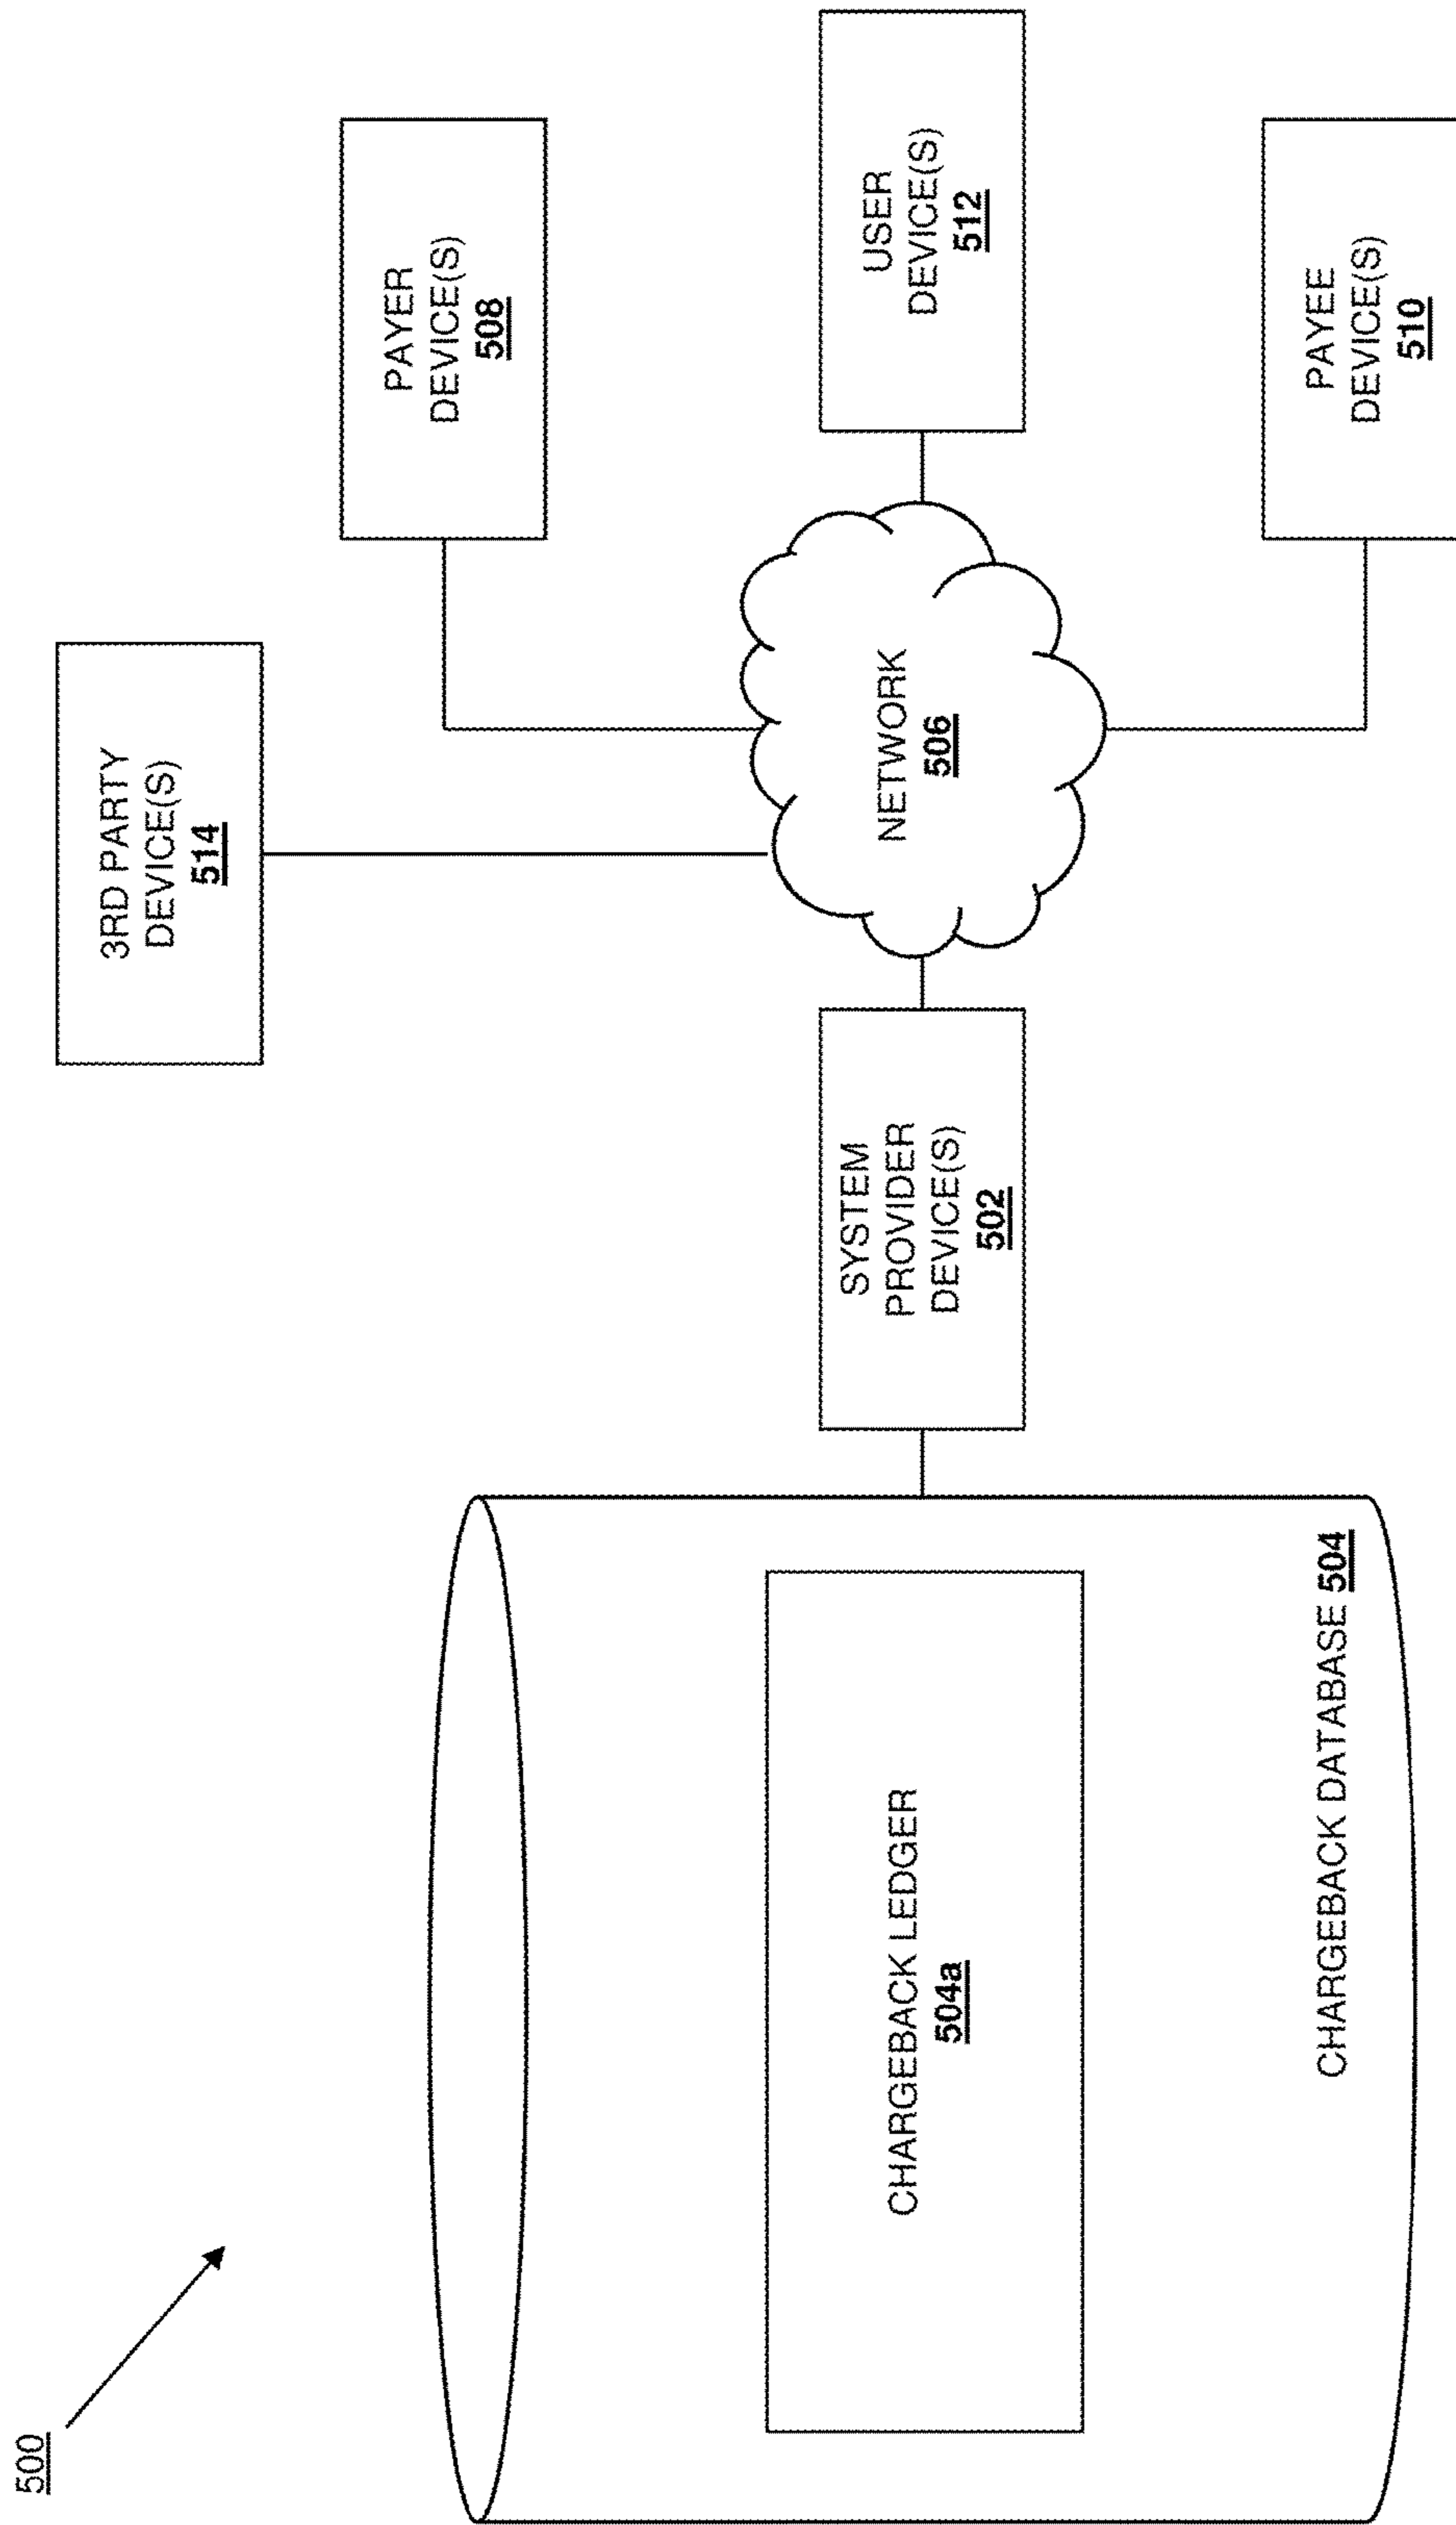 500
3RD PARTY
DEVICE(S)
514
PAYER
DEVICE(S)
508
CHARGEBACK LEDGER
504a
SYSTEM
PROVIDER
DEVICE(S)
502
NETWORK
506
USER
DEVICE(S)
512
CHARGEBACK DATABASE 504
PAYEE
DEVICE(S)
510